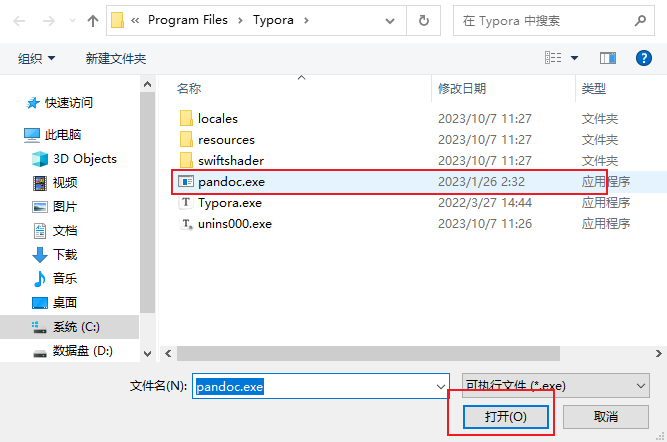 « Program Files › Typora ›
在 Typora 中搜索
组织 新建文件夹
名称 修改日期 类型
快速访问
此电脑
3D Objects
视频
图片
文档
下载
音乐
桌面
系统 (C:)
数据盘 (D:)
locales 2023/10/7 11:27 文件夹
resources 2023/10/7 11:27 文件夹
swiftshader 2023/10/7 11:27 文件夹
pandoc.exe 2023/1/26 2:32 应用程序
Typora.exe 2022/3/27 14:44 应用程序
unins000.exe 2023/10/7 11:26 应用程序
文件名(N): pandoc.exe 可执行文件 (*.exe)
打开(O) 取消